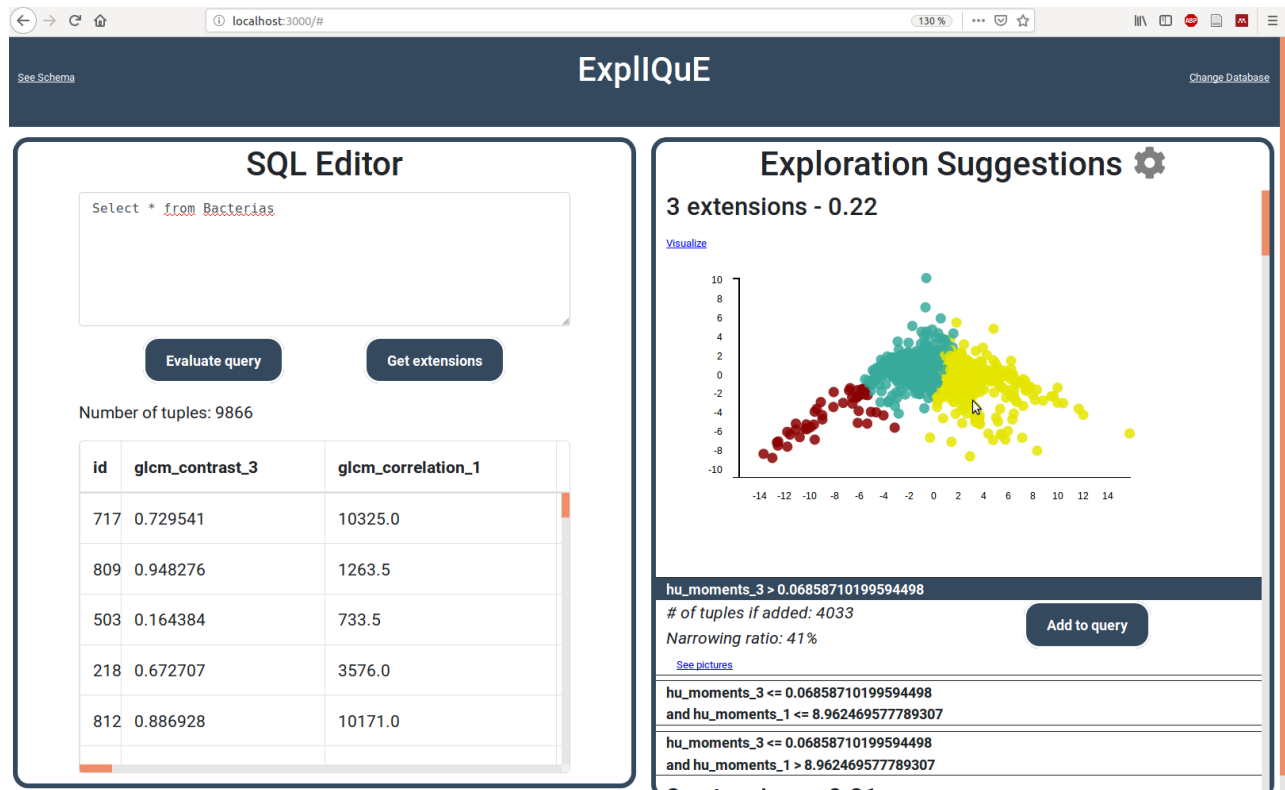 localhost:3000/#
130 %
ABP
See Schema
ExplIQuE
Change Database
SQL Editor
Select * from Bacterias
Evaluate query
Get extensions
Number of tuples: 9866
id glcm_contrast_3 glcm_correlation_1
717 0.729541 10325.0
809 0.948276 1263.5
503 0.164384 733.5
218 0.672707 3576.0
812 0.886928 10171.0
Exploration Suggestions
3 extensions - 0.22
Visualize
10
8
6
4
2
0
-2
-4
-6
-8
-10
-14 -12 -10 -8 -6 -4 -2 0 2 4 6 8 10 12 14
hu_moments_3 > 0.06858710199594498
# of tuples if added: 4033
Narrowing ratio: 41%
Add to query
See pictures
hu_moments_3 <= 0.06858710199594498
and hu_moments_1 <= 8.962469577789307
hu_moments_3 <= 0.06858710199594498
and hu_moments_1 > 8.962469577789307